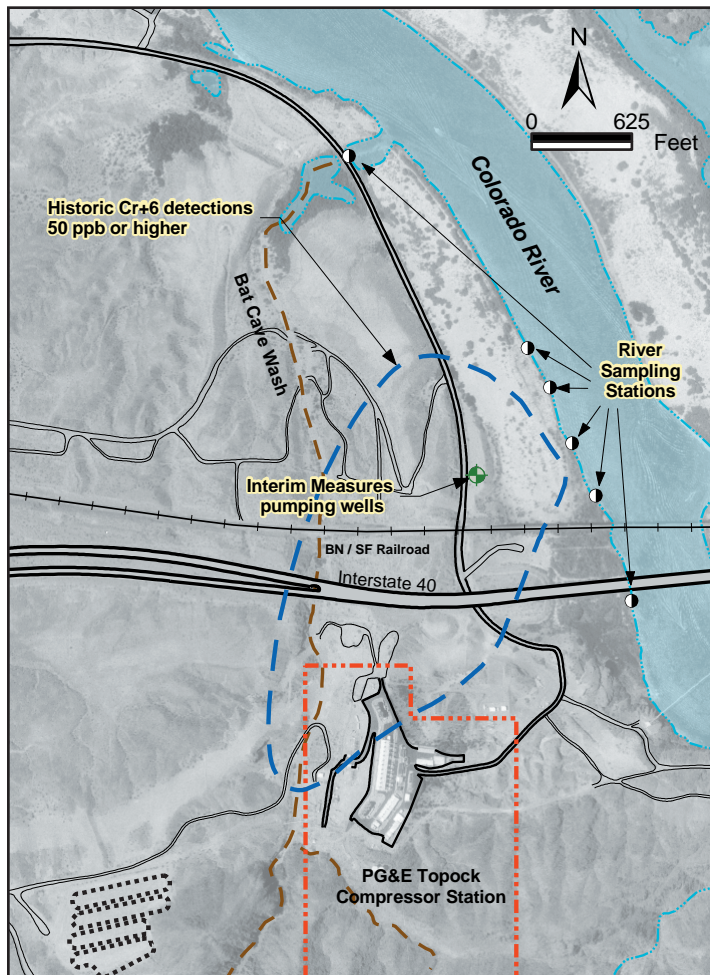 N
0 625
Feet
Colorado River
Historic Cr+6 detections
50 ppb or higher
Bat Cave Wash
River
Sampling
Stations
Interim Measures
pumping wells
BN / SF Railroad
Interstate 40
PG&E Topock
Compressor Station